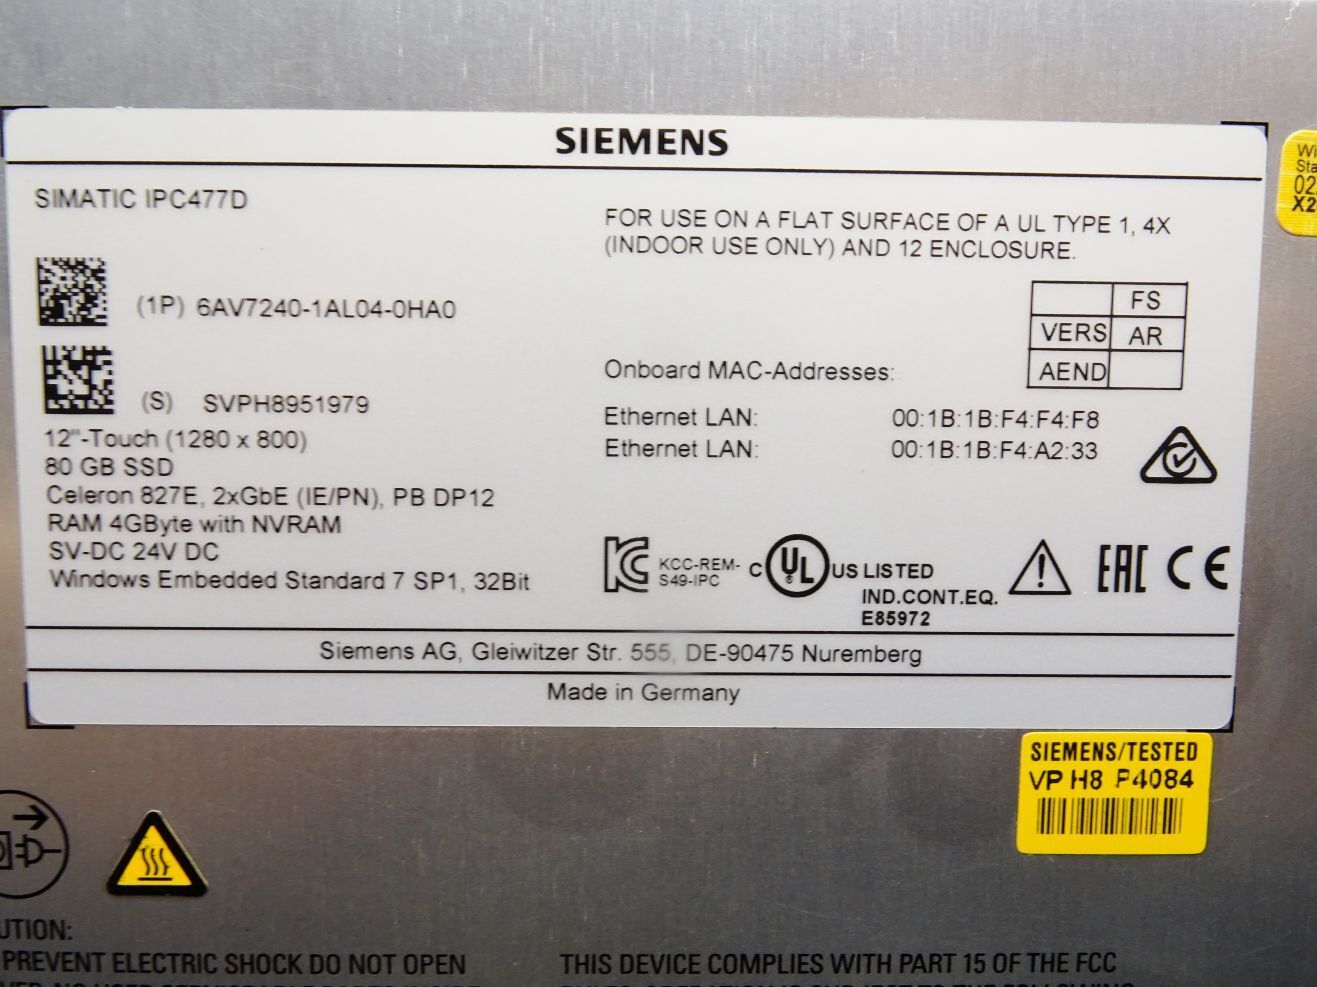 SIEMENS
SIMATIC IPC477D
FOR USE ON A FLAT SURFACE OF A UL TYPE 1, 4X
(INDOOR USE ONLY) AND 12 ENCLOSURE.
(1P) 6AV7240-1AL04-0HA0
FS
VERS AR
AEND
Onboard MAC-Addresses:
Ethernet LAN: 00:1B:1B:F4:F4:F8
Ethernet LAN: 00:1B:1B:F4:A2:33
(S) SVPH8951979
12"-Touch (1280 x 800)
80 GB SSD
Celeron 827E, 2xGbE (IE/PN), PB DP12
RAM 4GByte with NVRAM
SV-DC 24V DC
Windows Embedded Standard 7 SP1, 32Bit
KCC-REM-
S49-IPC
C UL US LISTED
IND.CONT.EQ.
E85972
EAC CE
Siemens AG, Gleiwitzer Str. 555, DE-90475 Nuremberg
Made in Germany
SIEMENS/TESTED
VP H8 P4084
PREVENT ELECTRIC SHOCK DO NOT OPEN
THIS DEVICE COMPLIES WITH PART 15 OF THE FCC